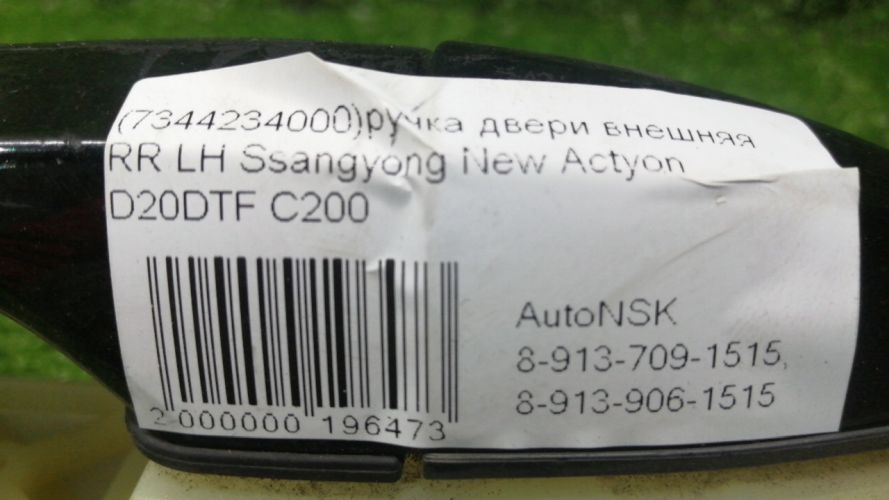 (7344234000)ручка двери внешняя
RR LH Ssangyong New Actyon
D20DTF C200
AutoNSK
8-913-709-1515,
8-913-906-1515
2 000000 196473